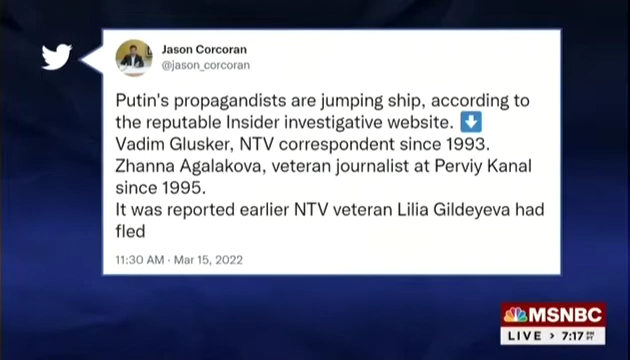 Jason Corcoran
@jason_corcoran
Putin's propagandists are jumping ship, according to
the reputable Insider investigative website. ⬇
Vadim Glusker, NTV correspondent since 1993.
Zhanna Agalakova, veteran journalist at Perviy Kanal
since 1995.
It was reported earlier NTV veteran Lilia Gildeyeva had
fled
11:30 AM · Mar 15, 2022
MSNBC
LIVE > 7:17 PM PT